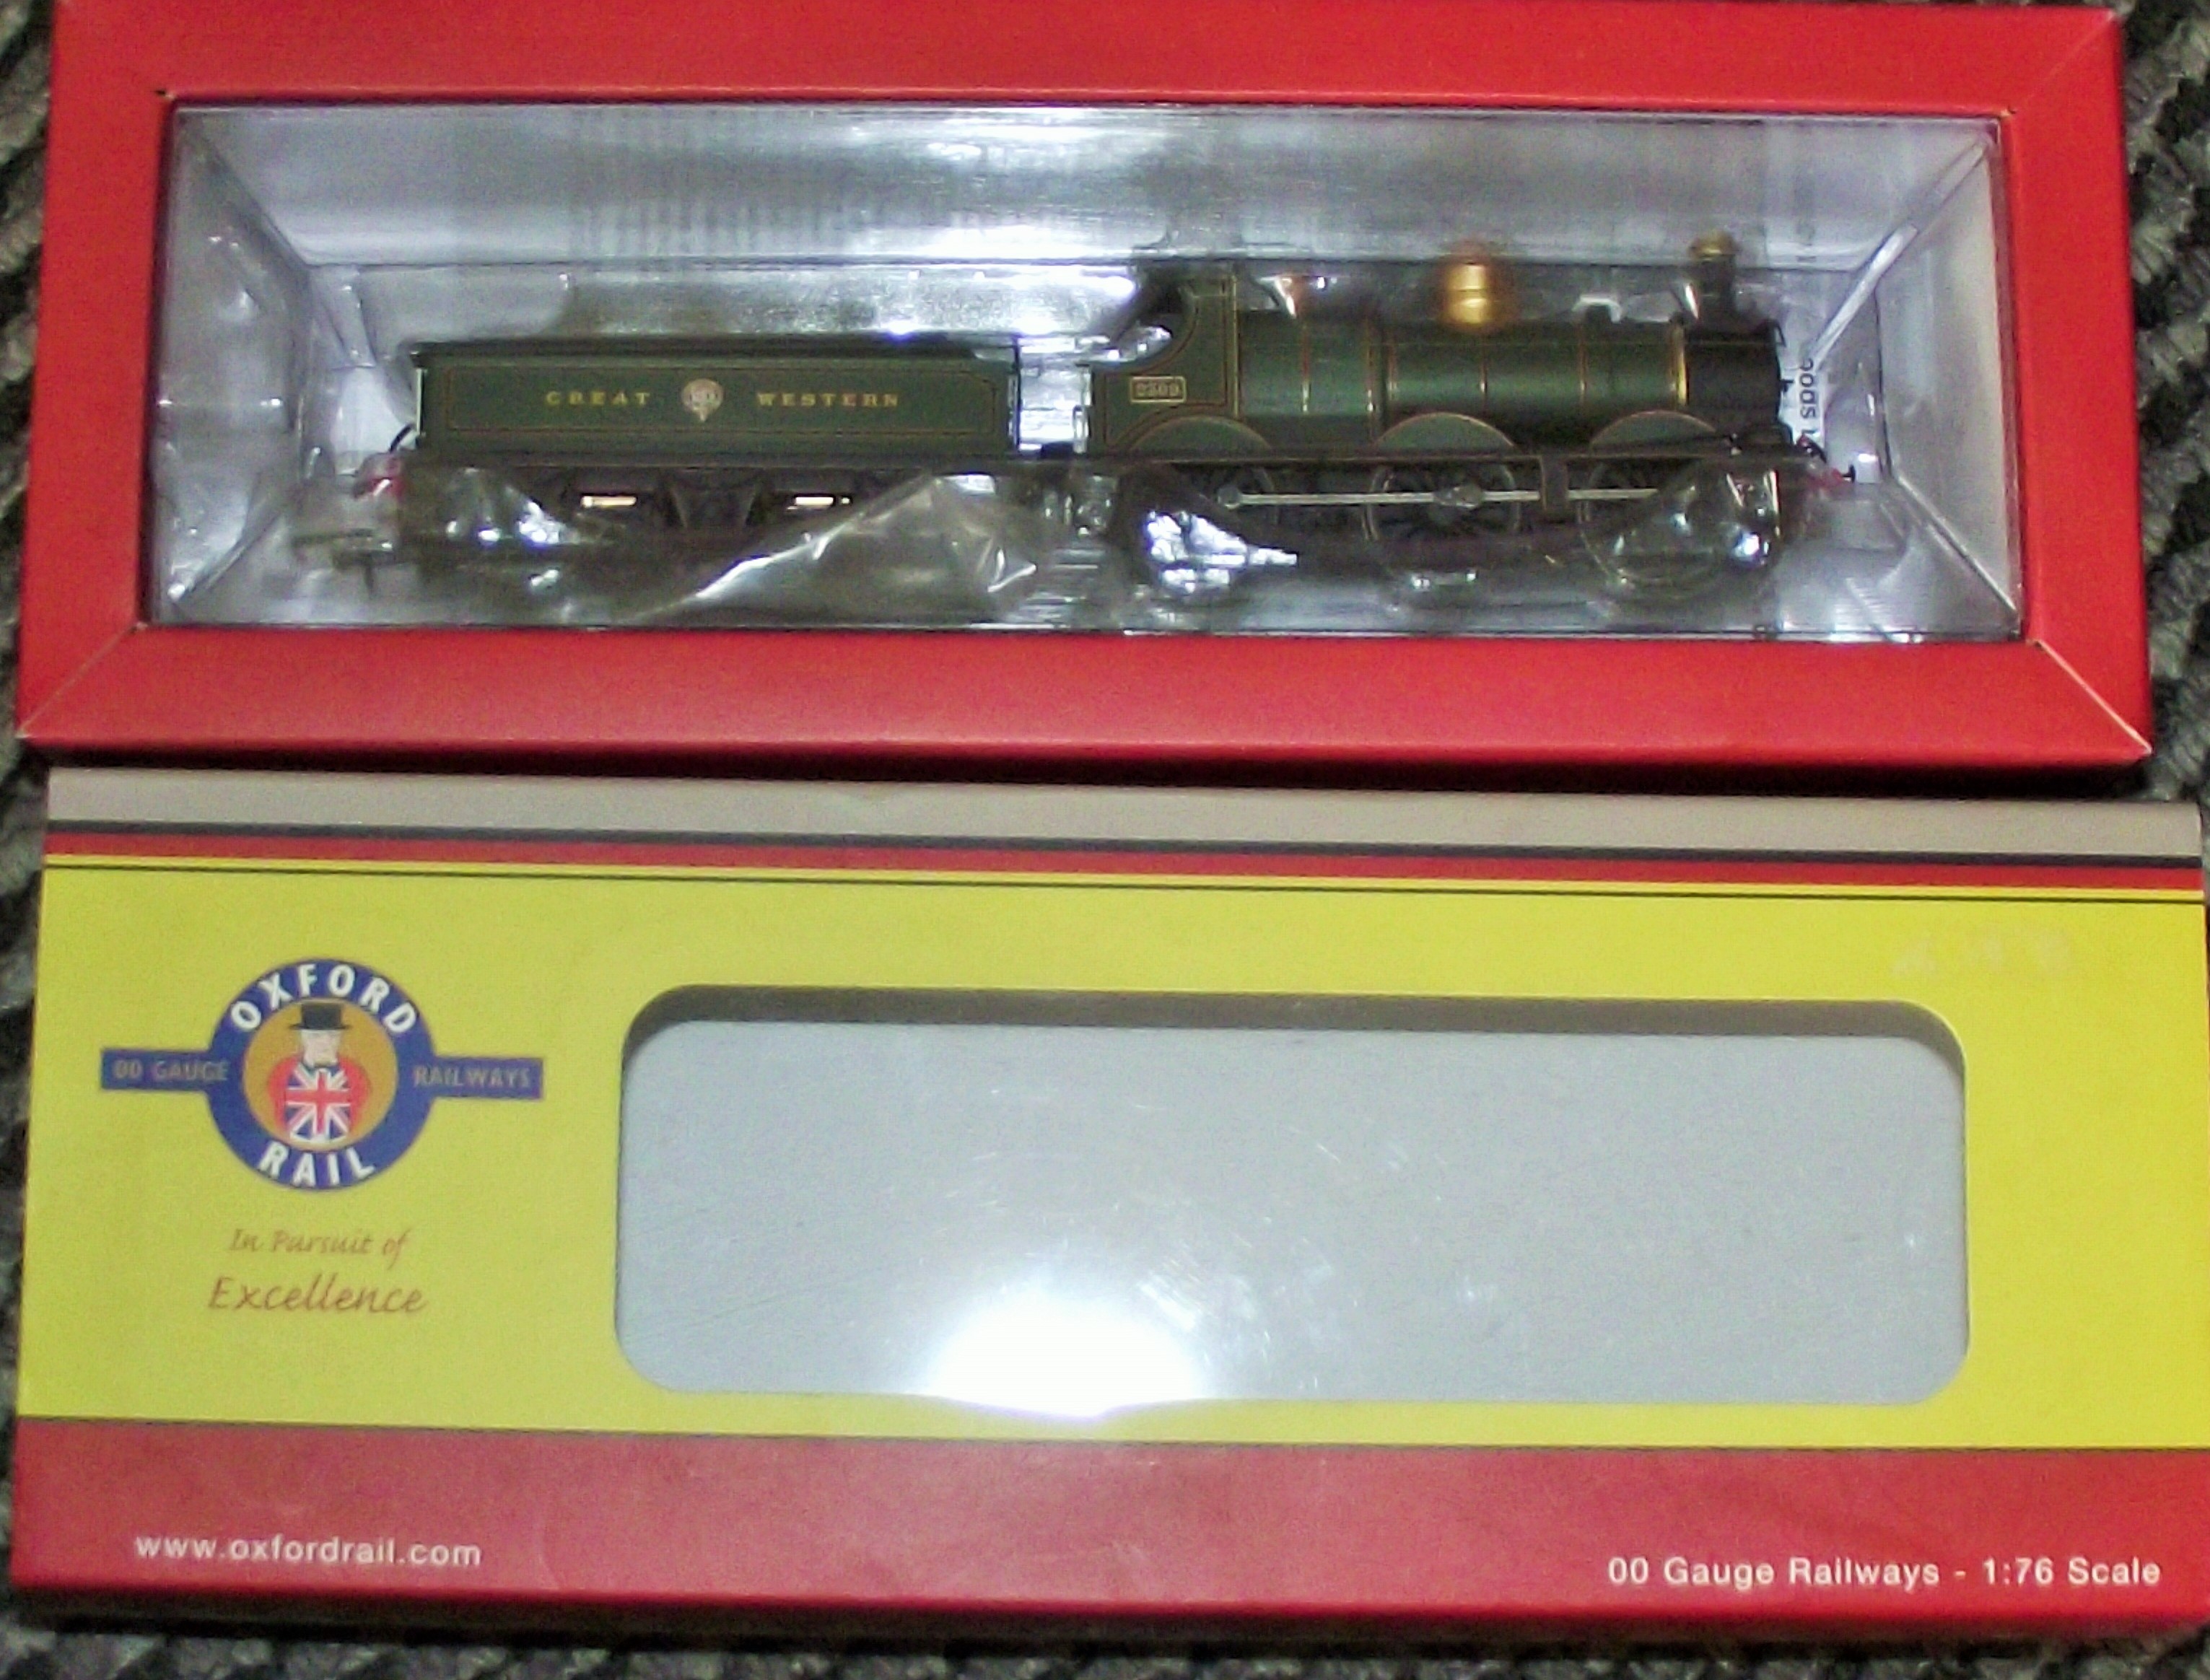 GREAT WESTERN
2309
OXFORD
00 GAUGE RAILWAYS
RAIL
In Pursuit of
Excellence
www.oxfordrail.com
00 Gauge Railways - 1:76 Scale